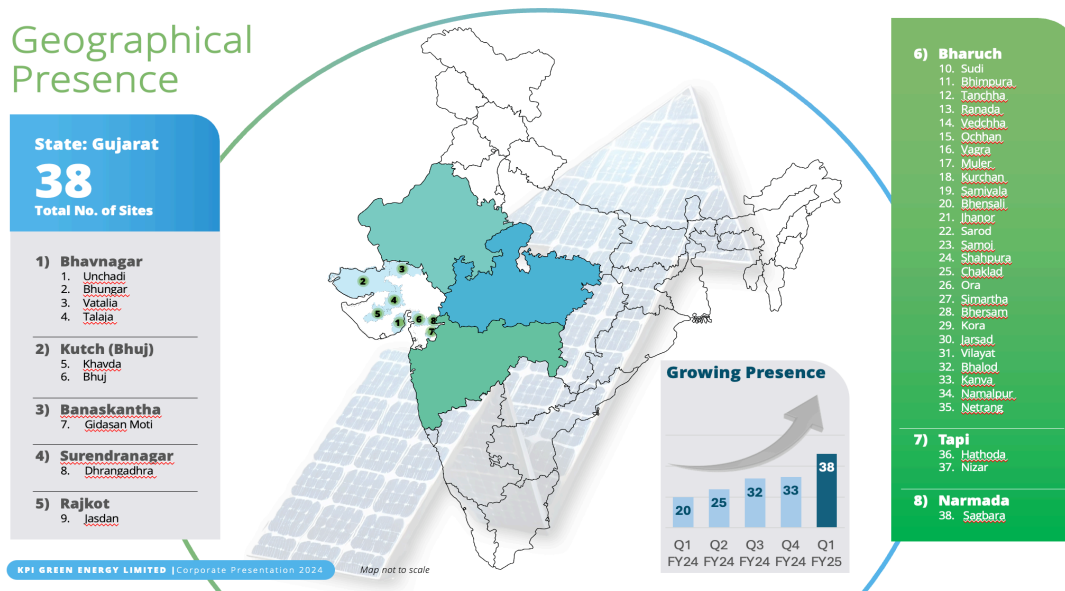 Geographical
Presence
State: Gujarat
38
Total No. of Sites
1) Bhavnagar
1. Unchadi
2. Bhungar
3. Vatalia
4. Talaja
2) Kutch (Bhuj)
5. Khavda
6. Bhuj
3) Banaskantha
7. Gidasan Moti
4) Surendranagar
8. Dhrangadhra
5) Rajkot
9. Jasdan
3
2
4
5
1
6
8
7
Growing Presence
20
25
32
33
38
Q1 Q2 Q3 Q4 Q1
FY24 FY24 FY24 FY24 FY25
6) Bharuch
10. Sudi
11. Bhimpura
12. Tanchha
13. Ranada
14. Vedchha
15. Ochhan
16. Vagra
17. Muler
18. Kurchan
19. Samiyala
20. Bhensali
21. Jhanor
22. Sarod
23. Samoj
24. Shahpura
25. Chaklad
26. Ora
27. Simartha
28. Bhersam
29. Kora
30. Jarsad
31. Vilayat
32. Bhalod
33. Kanva
34. Namalpur
35. Netrang
7) Tapi
36. Hathoda
37. Nizar
8) Narmada
38. Sagbara
KPI GREEN ENERGY LIMITED |Corporate Presentation 2024
Map not to scale